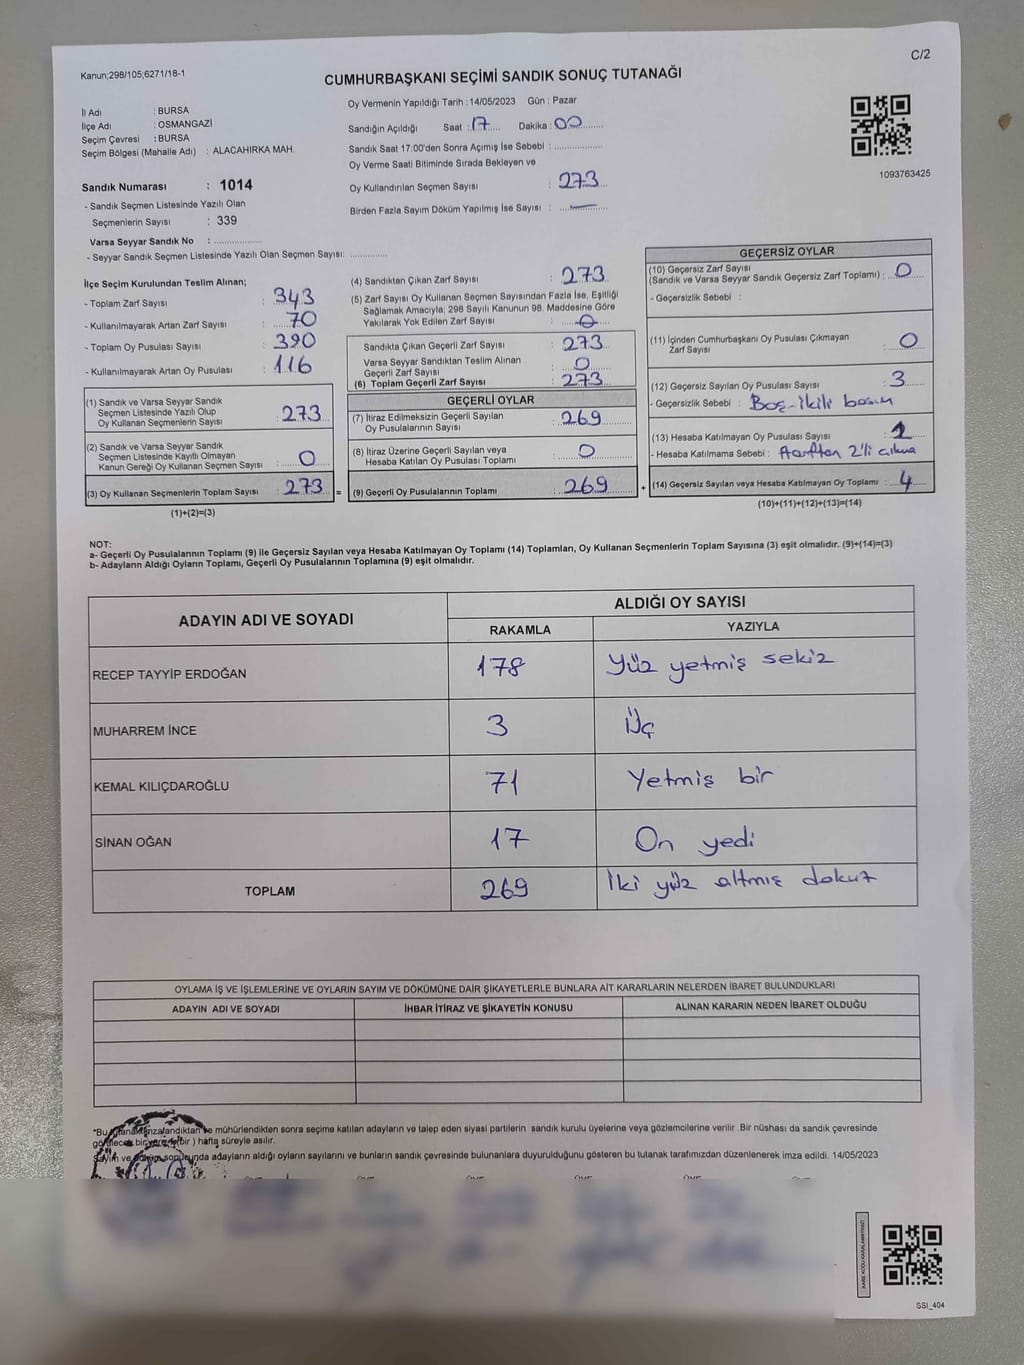 Kanun;298/105;6271/18-1
C/2
CUMHURBAŞKANI SEÇİMİ SANDIK SONUÇ TUTANAĞI
İl Adı : BURSA
İlçe Adı : OSMANGAZİ
Seçim Çevresi : BURSA
Seçim Bölgesi (Mahalle Adı) : ALACAHIRKA MAH.
Sandık Numarası : 1014
- Sandık Seçmen Listesinde Yazılı Olan
Seçmenlerin Sayısı : 339
Varsa Seyyar Sandık No : ..................
- Seyyar Sandık Seçmen Listesinde Yazılı Olan Seçmen Sayısı: ............
Oy Vermenin Yapıldığı Tarih : 14/05/2023 Gün : Pazar
Sandığın Açıldığı Saat : 17 Dakika : 00
Sandık Saat 17:00'den Sonra Açımış İse Sebebi : ..................
Oy Verme Saati Bitiminde Sırada Bekleyen ve
Oy Kullandırılan Seçmen Sayısı : 273
Birden Fazla Sayım Döküm Yapılmış İse Sayısı : —
1093763425
İlçe Seçim Kurulundan Teslim Alınan;
- Toplam Zarf Sayısı : 343
- Kullanılmayarak Artan Zarf Sayısı : 70
- Toplam Oy Pusulası Sayısı : 390
- Kullanılmayarak Artan Oy Pusulası : 116
(1) Sandık ve Varsa Seyyar Sandık
Seçmen Listesinde Yazılı Olup
Oy Kullanan Seçmenlerin Sayısı : 273
(2) Sandık ve Varsa Seyyar Sandık
Seçmen Listesinde Kayıtlı Olmayan
Kanun Gereği Oy Kullanan Seçmen Sayısı : 0
(3) Oy Kullanan Seçmenlerin Toplam Sayısı : 273 =
(1)+(2)=(3)
(4) Sandıktan Çıkan Zarf Sayısı : 273
(5) Zarf Sayısı Oy Kullanan Seçmen Sayısından Fazla İse, Eşitliği
Sağlamak Amacıyla; 298 Sayılı Kanunun 98. Maddesine Göre
Yakılarak Yok Edilen Zarf Sayısı : 0
Sandıkta Çıkan Geçerli Zarf Sayısı : 273
Varsa Seyyar Sandıktan Teslim Alınan
Geçerli Zarf Sayısı : 0
(6) Toplam Geçerli Zarf Sayısı : 273
GEÇERLİ OYLAR
(7) İtiraz Edilmeksizin Geçerli Sayılan
Oy Pusulalarının Sayısı : 269
(8) İtiraz Üzerine Geçerli Sayılan veya
Hesaba Katılan Oy Pusulası Toplamı : 0
(9) Geçerli Oy Pusulalarının Toplamı : 269 +
GEÇERSİZ OYLAR
(10) Geçersiz Zarf Sayısı
(Sandık ve Varsa Seyyar Sandık Geçersiz Zarf Toplamı) : 0
- Geçersizlik Sebebi :
(11) İçinden Cumhurbaşkanı Oy Pusulası Çıkmayan
Zarf Sayısı : 0
(12) Geçersiz Sayılan Oy Pusulası Sayısı : 3
- Geçersizlik Sebebi : Boş-ikili basım
(13) Hesaba Katılmayan Oy Pusulası Sayısı : 1
- Hesaba Katılmama Sebebi : 2'li çıkma
(14) Geçersiz Sayılan veya Hesaba Katılmayan Oy Toplamı : 4
(10)+(11)+(12)+(13)=(14)
NOT:
a- Geçerli Oy Pusulalarının Toplamı (9) ile Geçersiz Sayılan veya Hesaba Katılmayan Oy Toplamı (14) Toplamları, Oy Kullanan Seçmenlerin Toplam Sayısına (3) eşit olmalıdır. (9)+(14)=(3)
b- Adayların Aldığı Oyların Toplamı, Geçerli Oy Pusulalarının Toplamına (9) eşit olmalıdır.
ADAYIN ADI VE SOYADI
ALDIĞI OY SAYISI
RAKAMLA YAZIYLA
RECEP TAYYİP ERDOĞAN 178 Yüz yetmiş sekiz
MUHARREM İNCE 3 Üç
KEMAL KILIÇDAROĞLU 71 Yetmiş bir
SİNAN OĞAN 17 On yedi
TOPLAM 269 İki yüz altmış dokuz
OYLAMA İŞ VE İŞLEMLERİNE VE OYLARIN SAYIM VE DÖKÜMÜNE DAİR ŞİKAYETLERLE BUNLARA AİT KARARLARIN NELERDEN İBARET BULUNDUKLARI
ADAYIN ADI VE SOYADI İHBAR İTİRAZ VE ŞİKAYETİN KONUSU ALINAN KARARIN NEDEN İBARET OLDUĞU
*Bu tutanak imzalandıktan ve mühürlendikten sonra seçime katılan adayların ve talep eden siyasi partilerin sandık kurulu üyelerine veya gözlemcilerine verilir .Bir nüshası da sandık çevresinde
görülecek bir yere (bir) hafta süreyle asılır.
Sayım ve döküm sonucunda adayların aldığı oyların sayılarını ve bunların sandık çevresinde bulunanlara duyurulduğunu gösteren bu tutanak tarafımızdan düzenlenerek imza edildi. 14/05/2023
SSI_404